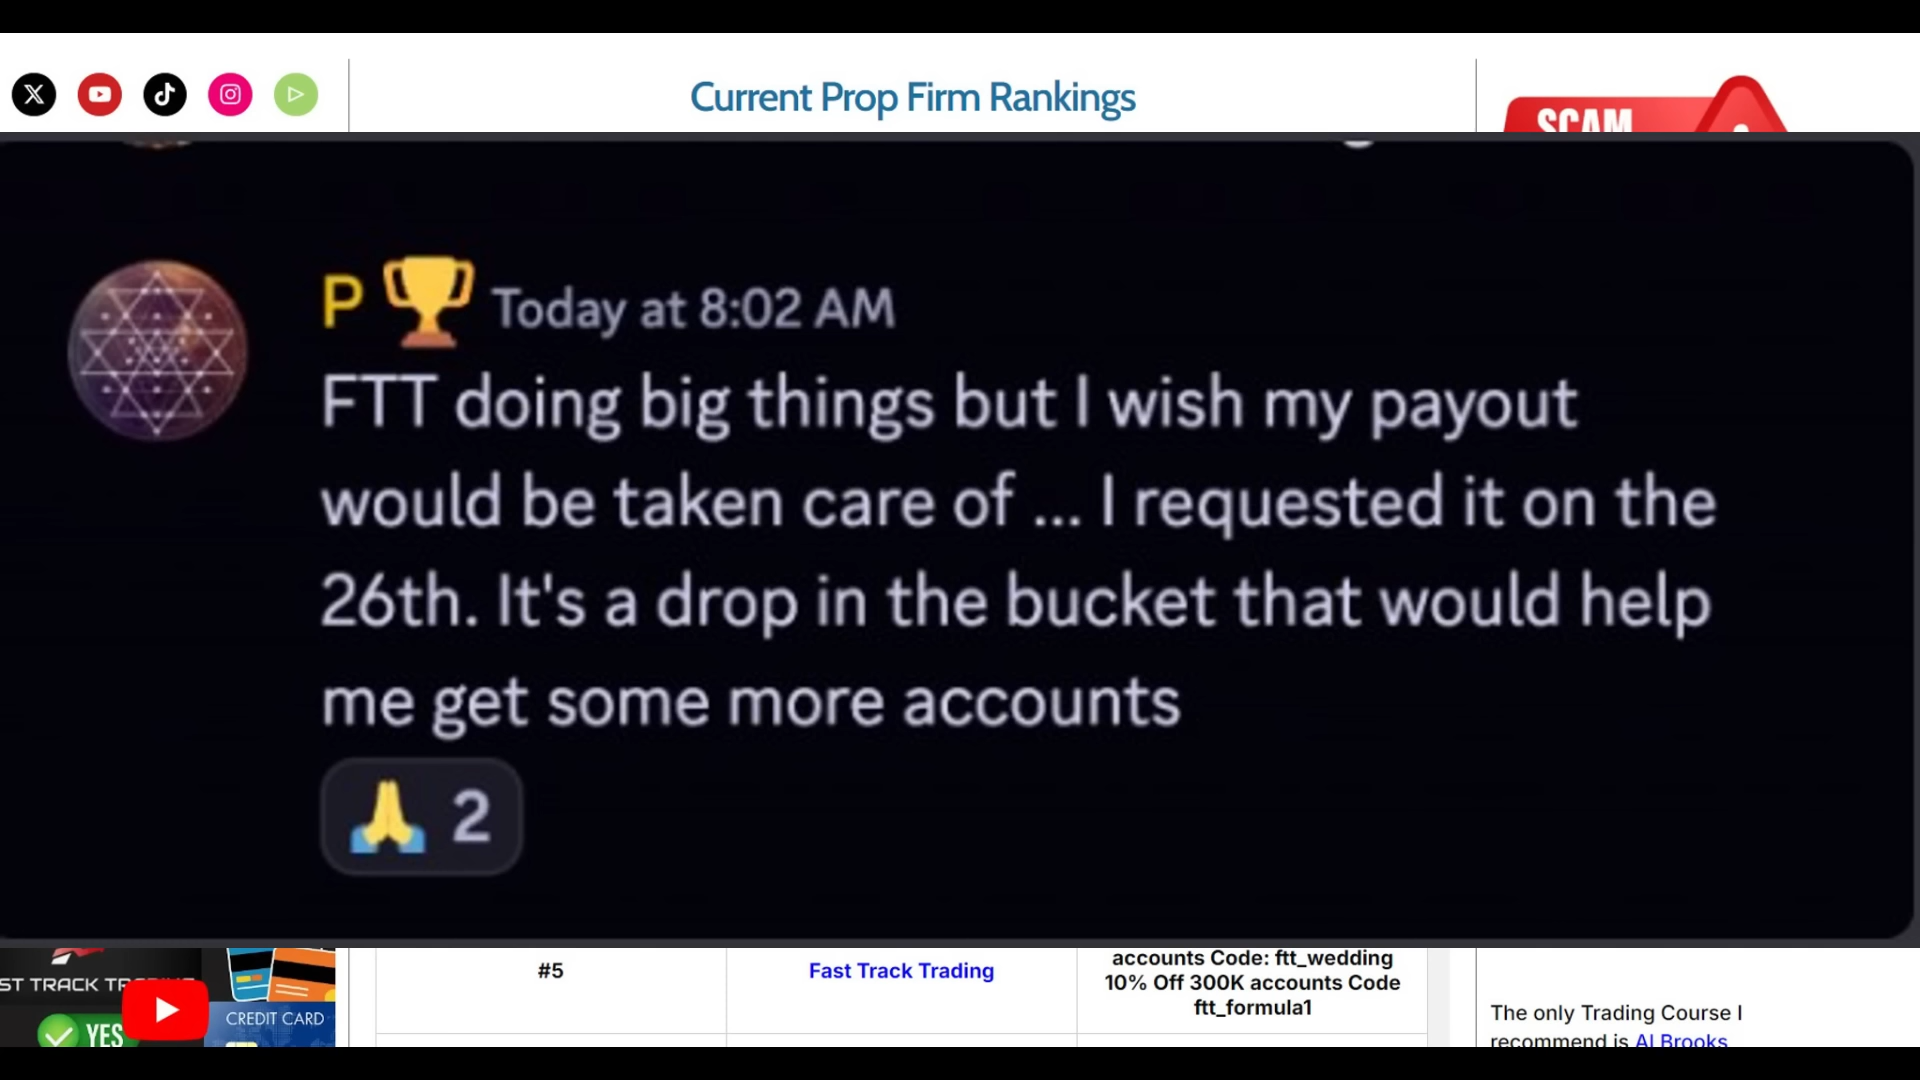 Current Prop Firm Rankings
SCAM
P Today at 8:02 AM
FTT doing big things but I wish my payout
would be taken care of ... I requested it on the
26th. It's a drop in the bucket that would help
me get some more accounts
🙏 2
ST TRACK
YES
CREDIT CARD
#5
Fast Track Trading
accounts Code: ftt_wedding
10% Off 300K accounts Code
ftt_formula1
The only Trading Course I
recommend is Al Brooks